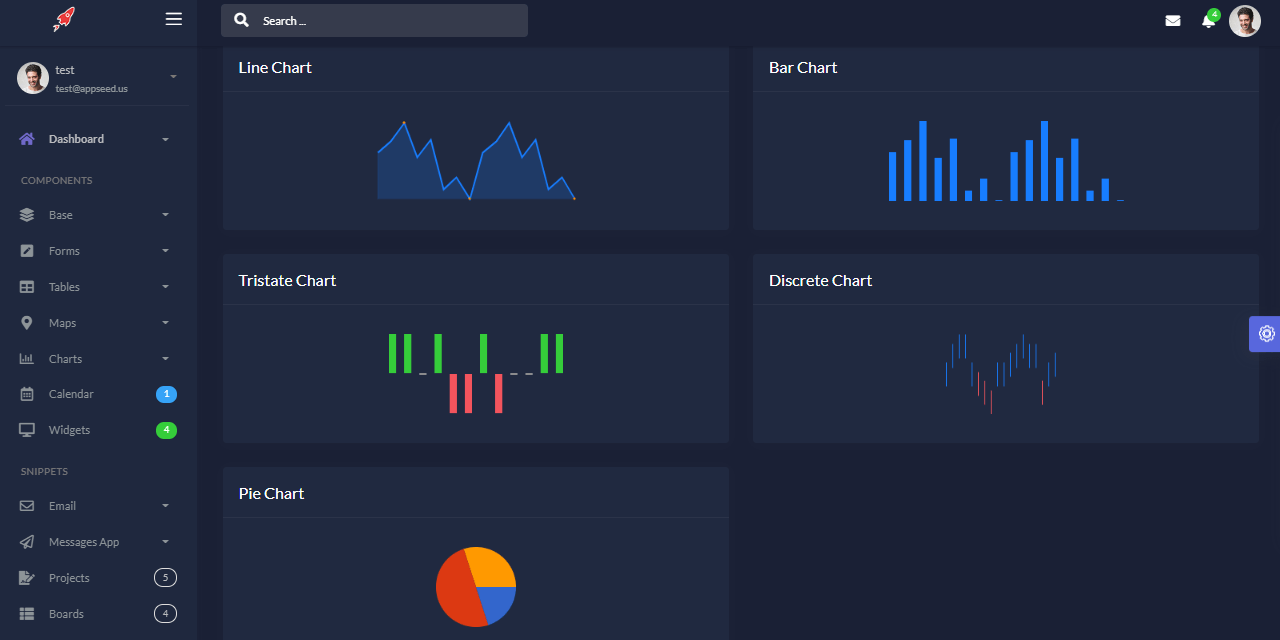 Search ...
4
test
test@appseed.us
Dashboard
COMPONENTS
Base
Forms
Tables
Maps
Charts
Calendar 1
Widgets 4
SNIPPETS
Email
Messages App
Projects 5
Boards 4
Line Chart
Bar Chart
Tristate Chart
Discrete Chart
Pie Chart